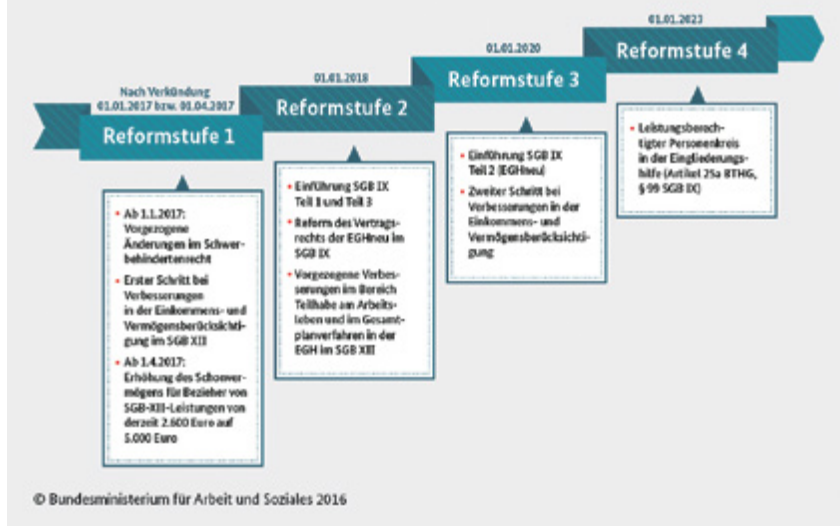 Nach Verkündung
01.01.2017 bzw. 01.04.2017
Reformstufe 1
• Ab 1.1.2017:
Vorgezogene
Änderungen im Schwer-
behindertenrecht
• Erster Schritt bei
Verbesserungen
in der Einkommens- und
Vermögensberücksichti-
gung im SGB XII
• Ab 1.4.2017:
Erhöhung des Schonver-
mögens für Bezieher von
SGB-XII-Leistungen von
derzeit 2.600 Euro auf
5.000 Euro
01.01.2018
Reformstufe 2
• Einführung SGB IX
Teil 1 und Teil 3
• Reform des Vertrags-
rechts der EGHneu im
SGB IX
• Vorgezogene Verbes-
serungen im Bereich
Teilhabe am Arbeits-
leben und im Gesamt-
planverfahren in der
EGH im SGB XII
01.01.2020
Reformstufe 3
• Einführung SGB IX
Teil 2 (EGHneu)
• Zweiter Schritt bei
Verbesserungen in der
Einkommens- und
Vermögensberücksichti-
gung
01.01.2023
Reformstufe 4
• Leistungsberech-
tigter Personenkreis
in der Eingliederungs-
hilfe (Artikel 25a BTHG,
§ 99 SGB IX)
© Bundesministerium für Arbeit und Soziales 2016